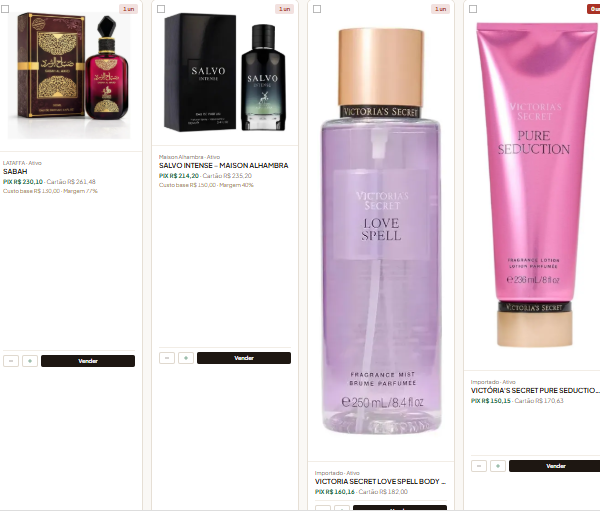 1 un
LATAFFA · Ativo
SABAH
PIX R$ 230,10 · Cartão R$ 261,48
Custo base R$ 130,00 · Margem 77%
− + Vender
1 un
SALVO
INTENSE
SALVO
INTENSE
Maison Alhambra · Ativo
SALVO INTENSE – MAISON ALHAMBRA
PIX R$ 214,20 · Cartão R$ 235,20
Custo base R$ 150,00 · Margem 40%
− + Vender
1 un
VICTORIA'S SECRET
VICTORIA'S
SECRET
LOVE
SPELL
FRAGRANCE MIST
BRUME PARFUMÉE
℮ 250 mL/8.4 fl oz
Importado · Ativo
VICTORIA SECRET LOVE SPELL BODY ...
PIX R$ 160,16 · Cartão R$ 182,00
VICTORIA'S
SECRET
PURE
SEDUCTION
FRAGRANCE LOTION
LOTION PARFUMÉE
℮ 236 mL/8 fl oz
VICTORIA'S SECRET
Importado · Ativo
VICTÓRIA'S SECRET PURE SEDUCTIO...
PIX R$ 150,15 · Cartão R$ 170,63
− + Vender